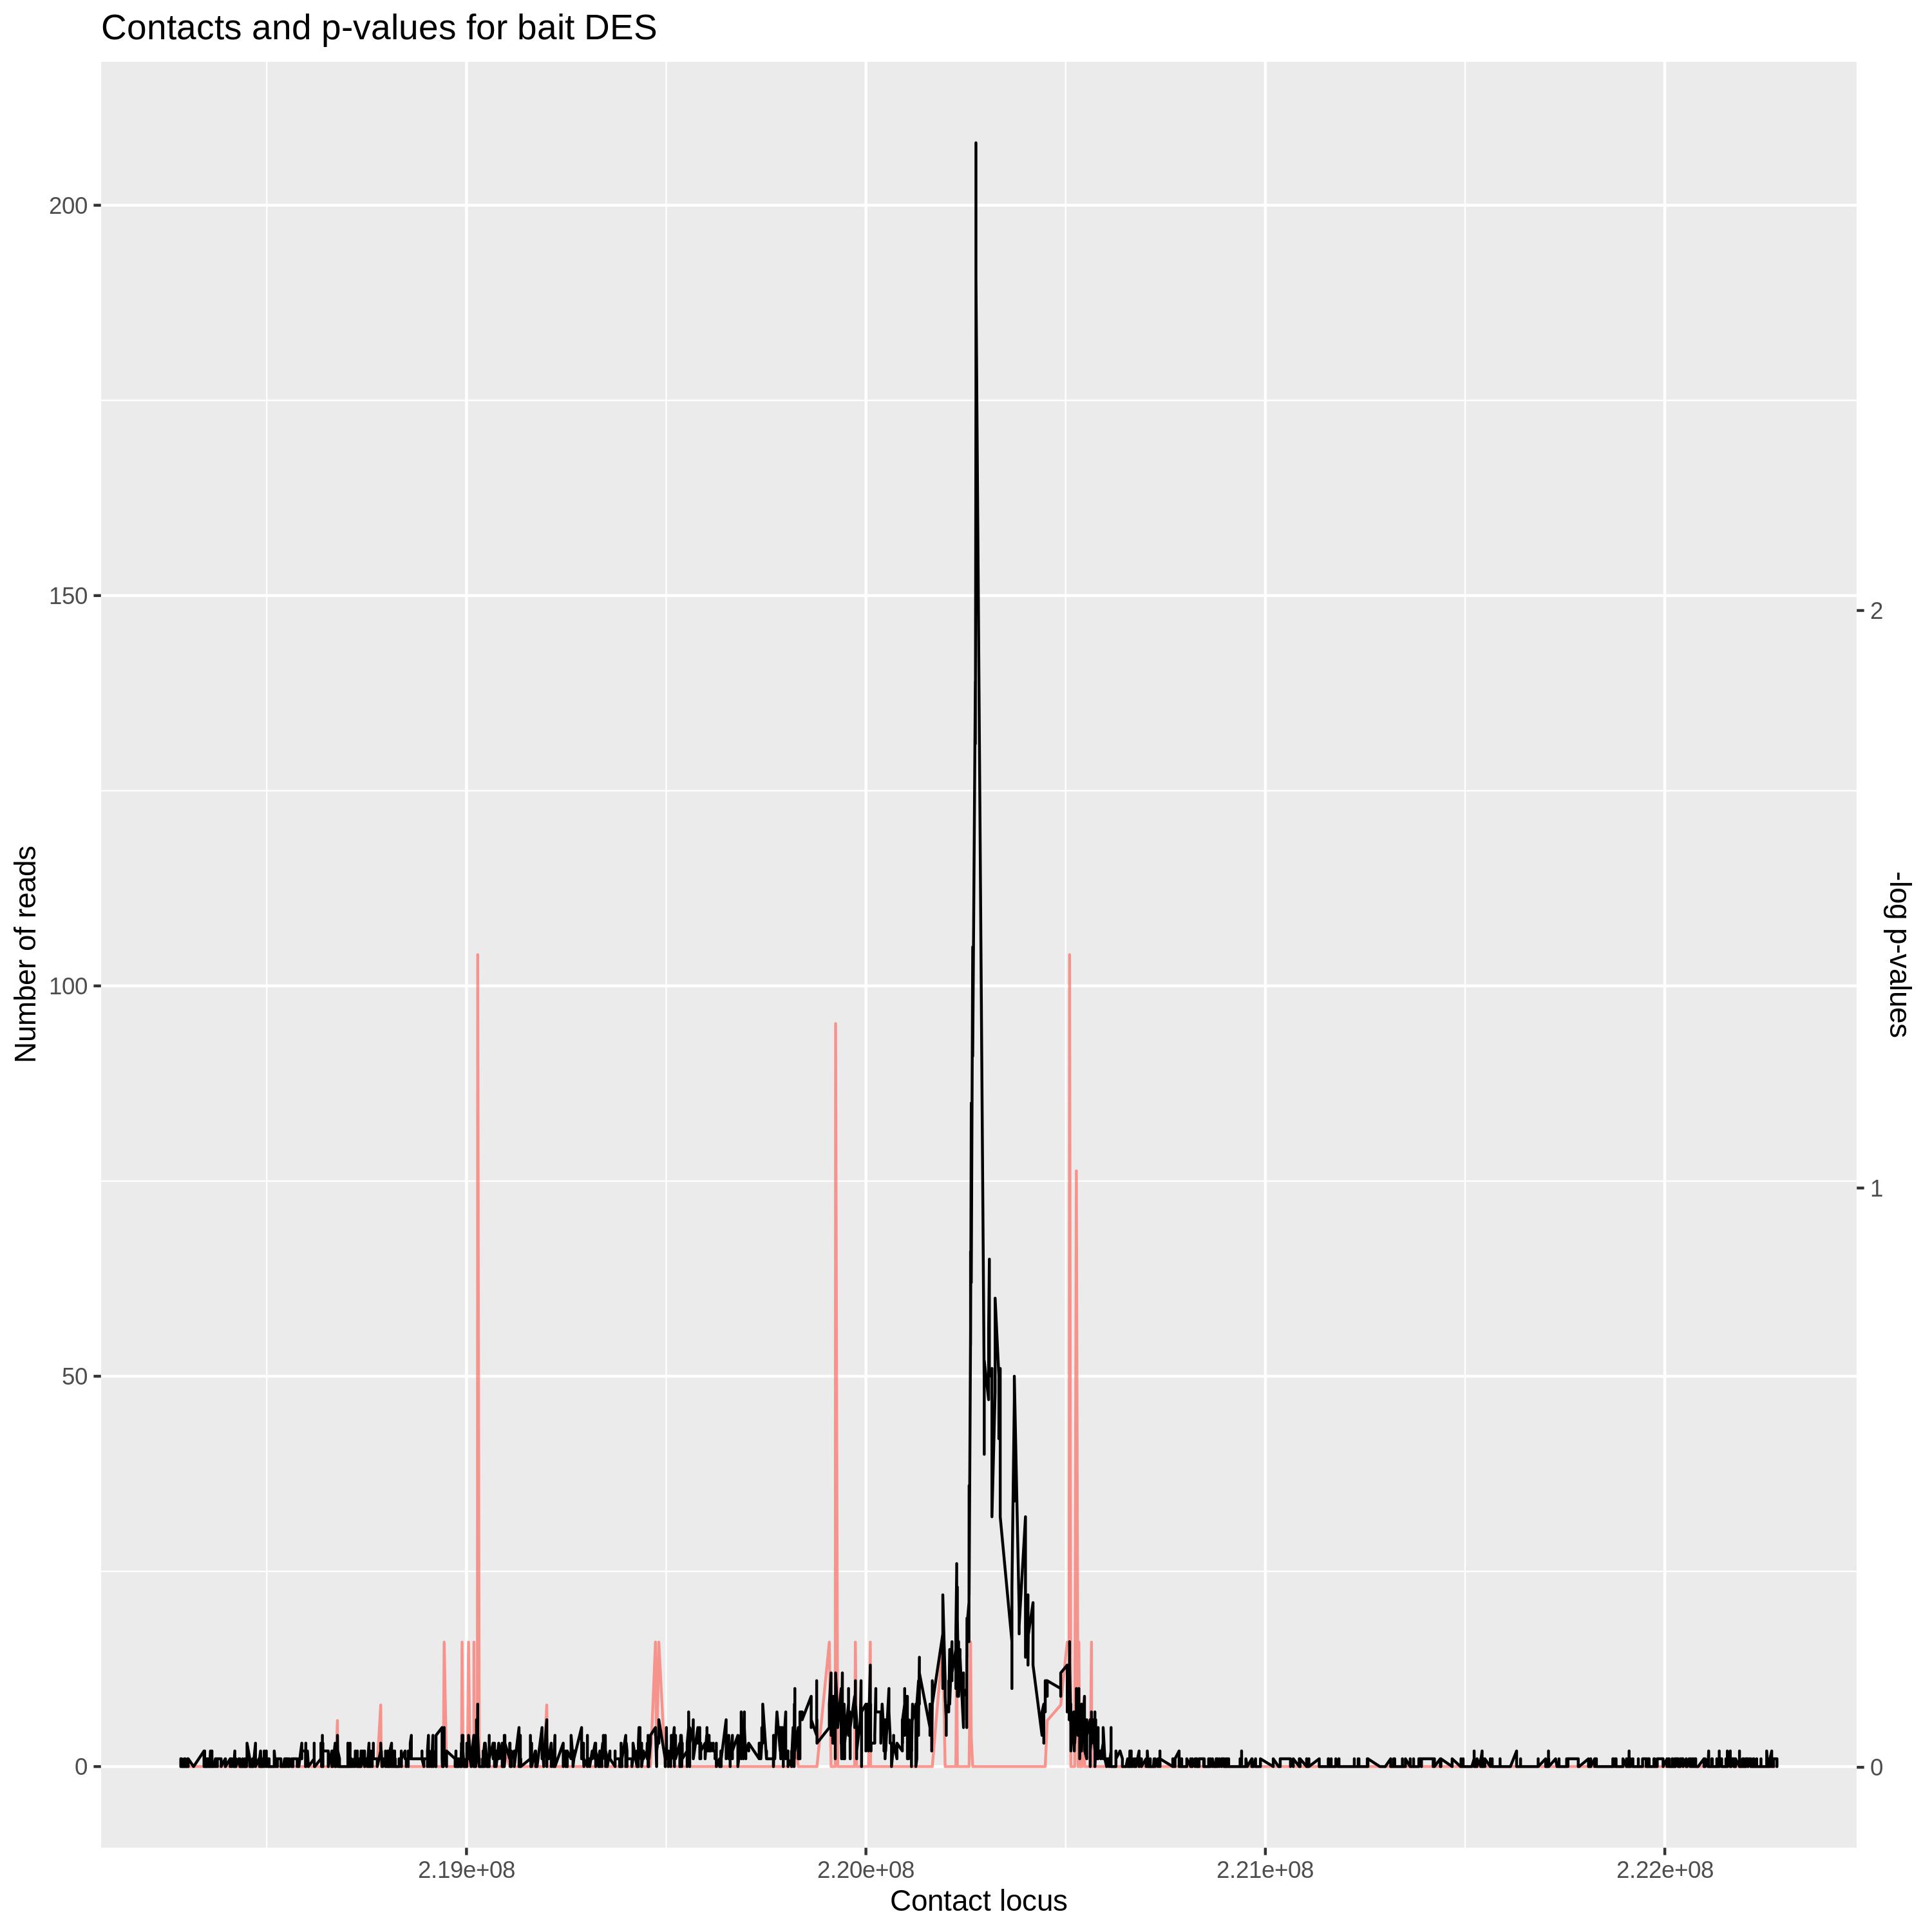 Contacts and p-values for bait DES
200
150
100
50
0
Number of reads
2
1
0
-log p-values
2.19e+08
2.20e+08
2.21e+08
2.22e+08
Contact locus